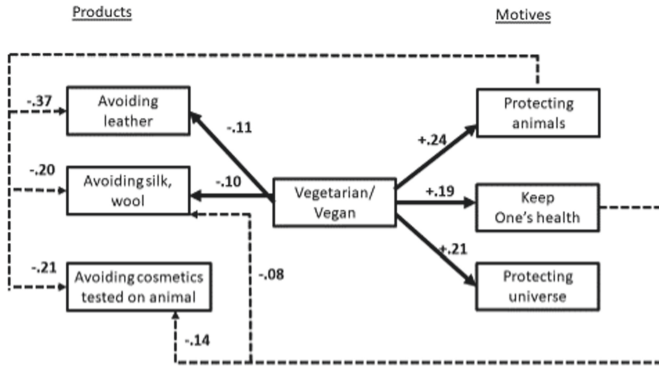 Products
Motives
-.37
Avoiding
leather
-.11
Protecting
animals
+.24
-.20
Avoiding silk,
wool
-.10
Vegetarian/
Vegan
+.19
Keep
One's health
-.21
Avoiding cosmetics
tested on animal
-.08
+.21
Protecting
universe
-.14